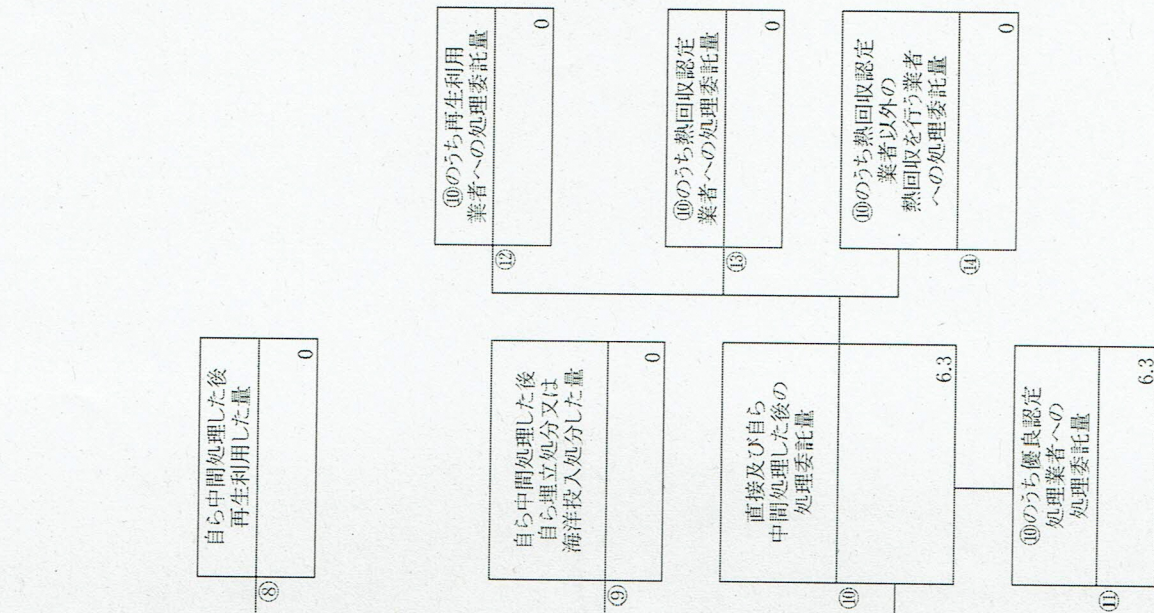 ⑧
自ら中間処理した後
再生利用した量
0
⑨
自ら中間処理した後
自ら埋立処分又は
海洋投入処分した量
0
⑩
直接及び自ら
中間処理した後の
処理委託量
6.3
⑪
⑩のうち優良認定
処理業者への
処理委託量
6.3
⑫
⑩のうち再生利用
業者への処理委託量
0
⑬
⑩のうち熱回収認定
業者への処理委託量
0
⑭
⑩のうち熱回収認定
業者以外の
熱回収を行う業者
への処理委託量
0